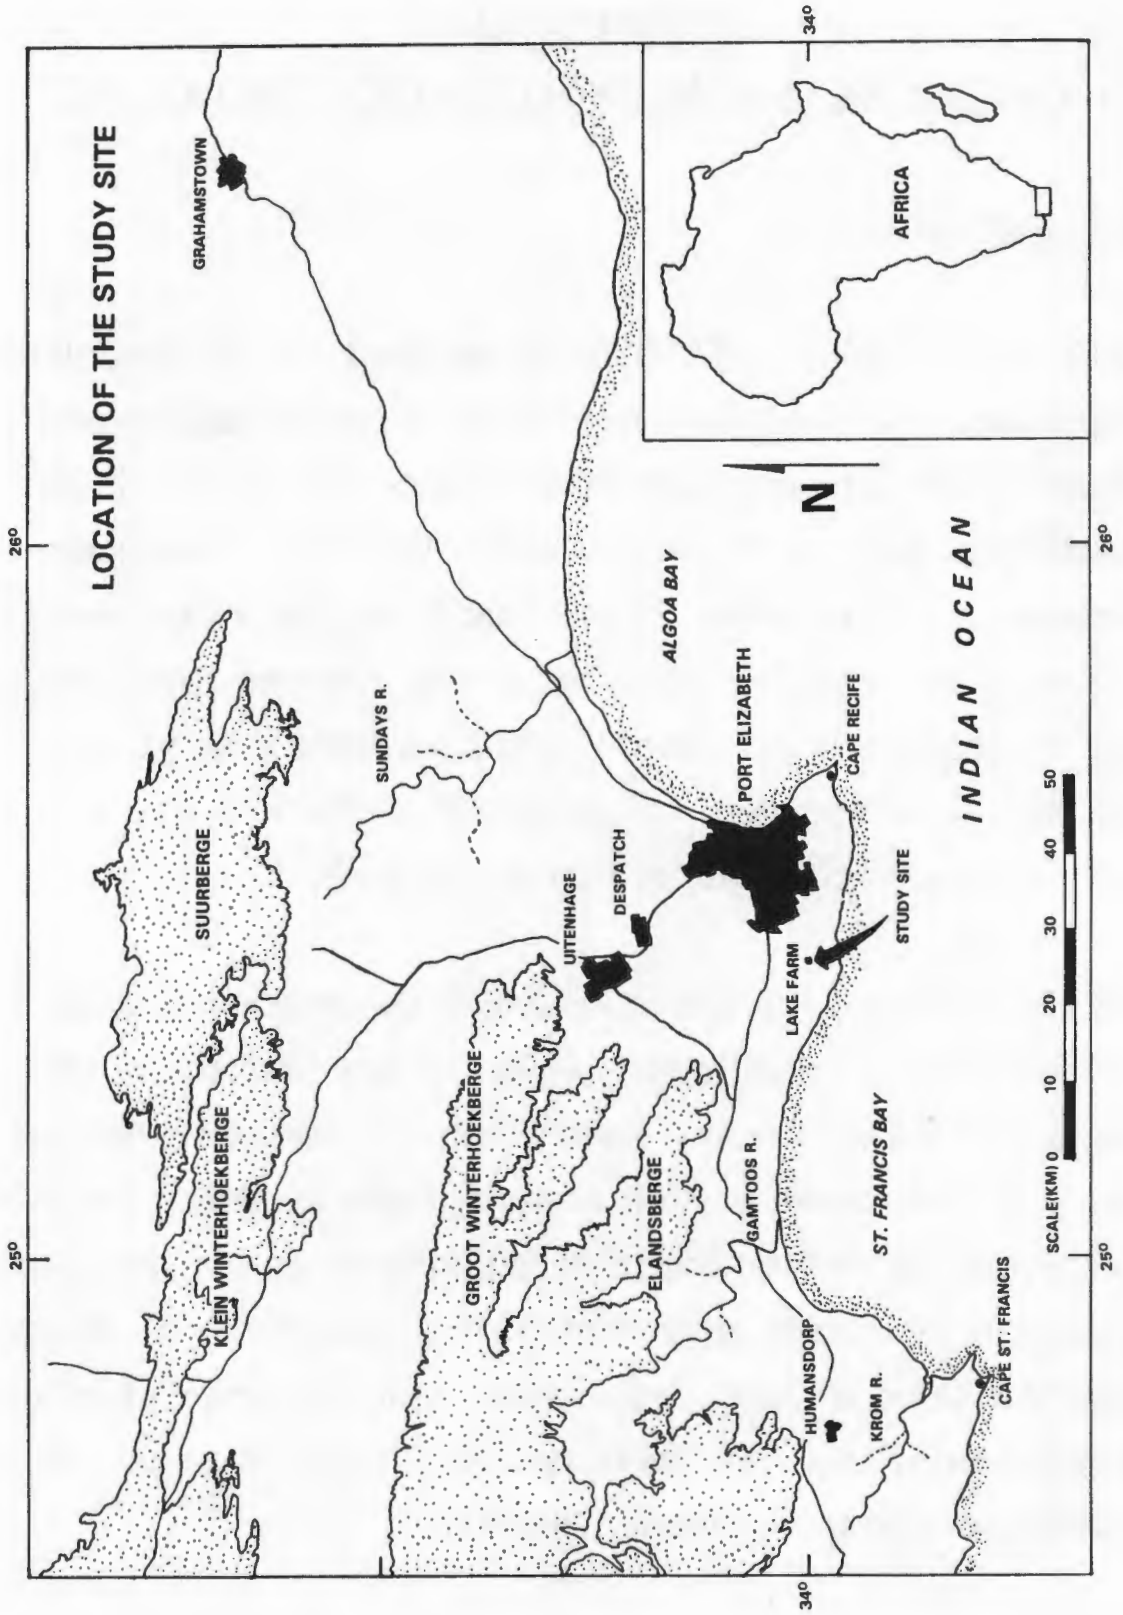 LOCATION OF THE STUDY SITE
25°
26°
SUURBERGE
KLEIN WINTERHOEKBERGE
GRAHAMSTOWN
SUNDAYS R.
GROOT WINTERHOEKBERGE
UITENHAGE
DESPATCH
ELANDSBERGE
ALGOA BAY
PORT ELIZABETH
GAMTOOS R.
LAKE FARM
HUMANSDORP
34°
34°
CAPE RECIFE
KROM R.
ST. FRANCIS BAY
STUDY SITE
N
AFRICA
INDIAN OCEAN
CAPE ST. FRANCIS
SCALE(KM) 0 10 20 30 40 50
25°
26°